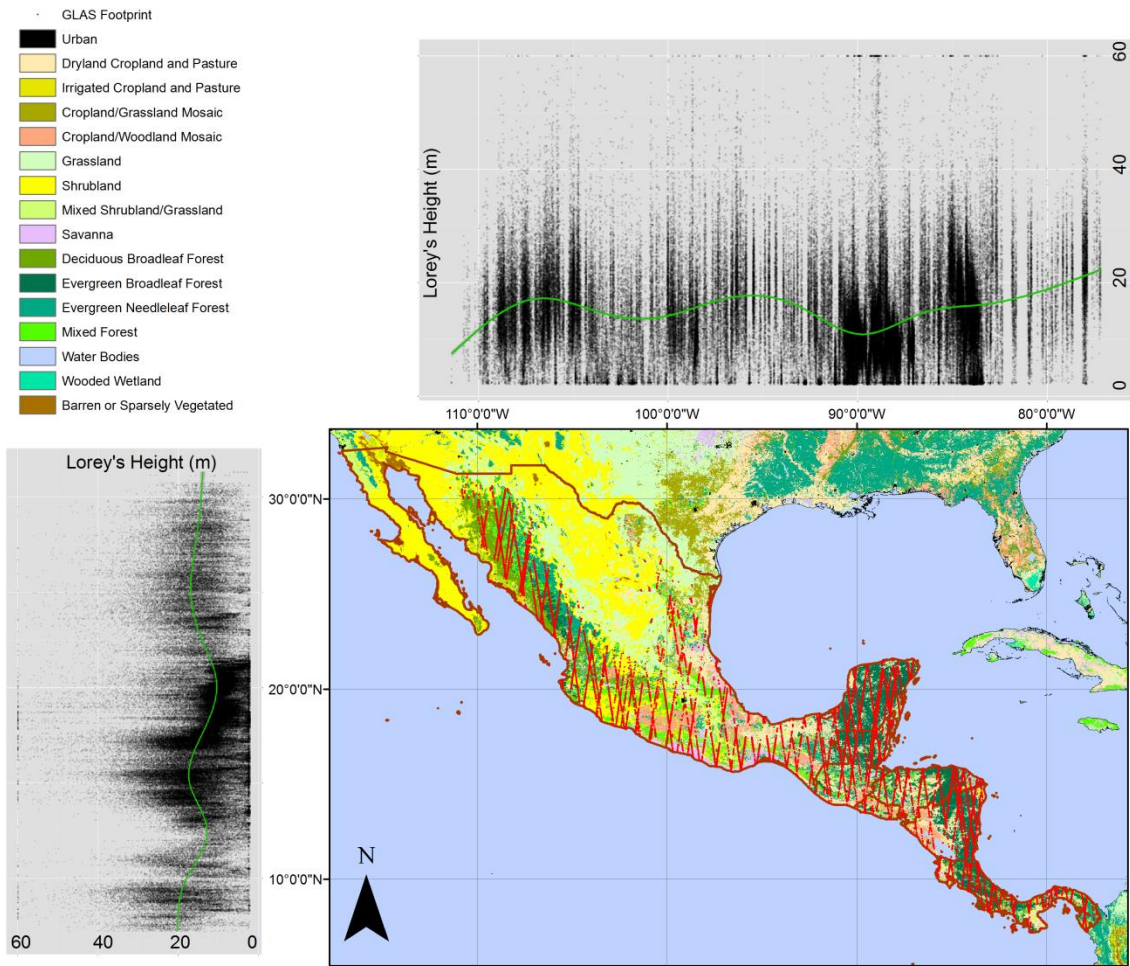 GLAS Footprint
Urban
Dryland Cropland and Pasture
Irrigated Cropland and Pasture
Cropland/Grassland Mosaic
Cropland/Woodland Mosaic
Grassland
Shrubland
Mixed Shrubland/Grassland
Savanna
Deciduous Broadleaf Forest
Evergreen Broadleaf Forest
Evergreen Needleleaf Forest
Mixed Forest
Water Bodies
Wooded Wetland
Barren or Sparsely Vegetated
Lorey's Height (m)
60
40
20
0
110°0'0"W
100°0'0"W
90°0'0"W
80°0'0"W
Lorey's Height (m)
30°0'0"N
20°0'0"N
10°0'0"N
60
40
20
0
N